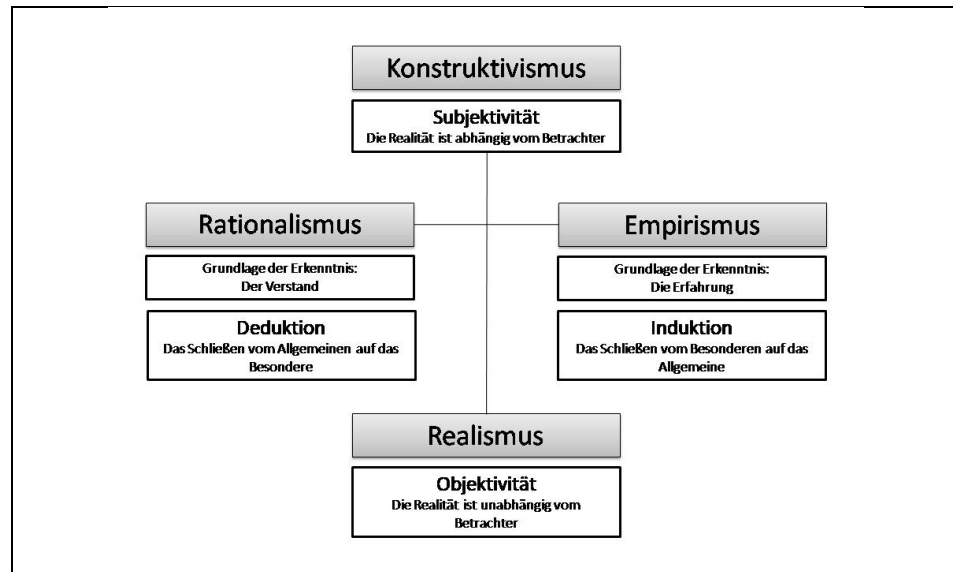 Konstruktivismus
Subjektivität
Die Realität ist abhängig vom Betrachter
Rationalismus
Grundlage der Erkenntnis:
Der Verstand
Deduktion
Das Schließen vom Allgemeinen auf das
Besondere
Empirismus
Grundlage der Erkenntnis:
Die Erfahrung
Induktion
Das Schließen vom Besonderen auf das
Allgemeine
Realismus
Objektivität
Die Realität ist unabhängig vom
Betrachter